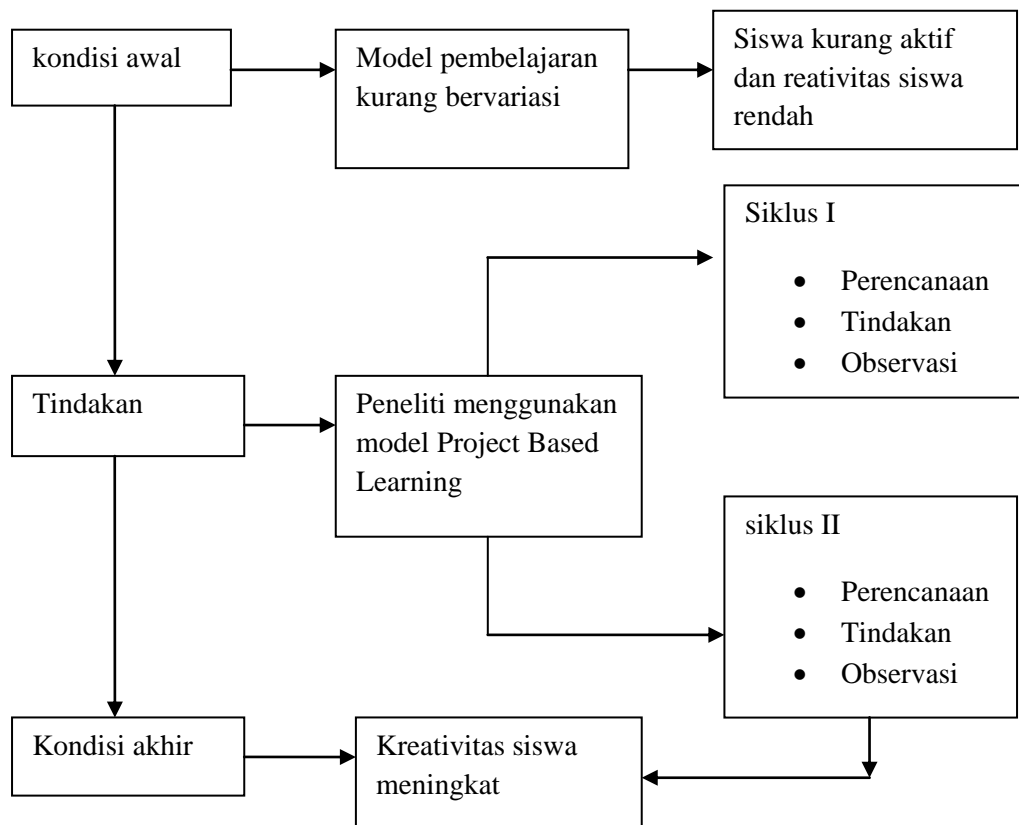 kondisi awal
Model pembelajaran
kurang bervariasi
Siswa kurang aktif
dan reativitas siswa
rendah
Siklus I
• Perencanaan
• Tindakan
• Observasi
Tindakan
Peneliti menggunakan
model Project Based
Learning
siklus II
• Perencanaan
• Tindakan
• Observasi
Kondisi akhir
Kreativitas siswa
meningkat